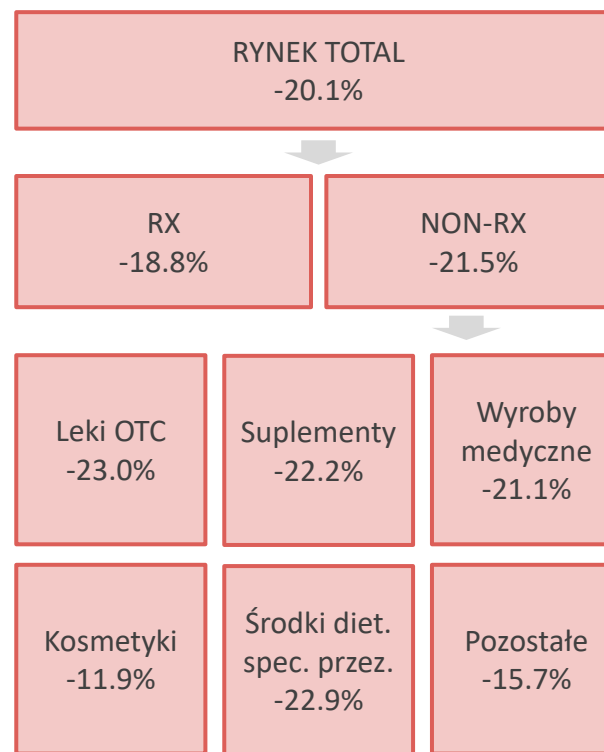 RYNEK TOTAL
-20.1%
RX
-18.8%
NON-RX
-21.5%
Leki OTC
-23.0%
Suplementy
-22.2%
Wyroby
medyczne
-21.1%
Kosmetyki
-11.9%
Środki diet.
spec. przez.
-22.9%
Pozostałe
-15.7%